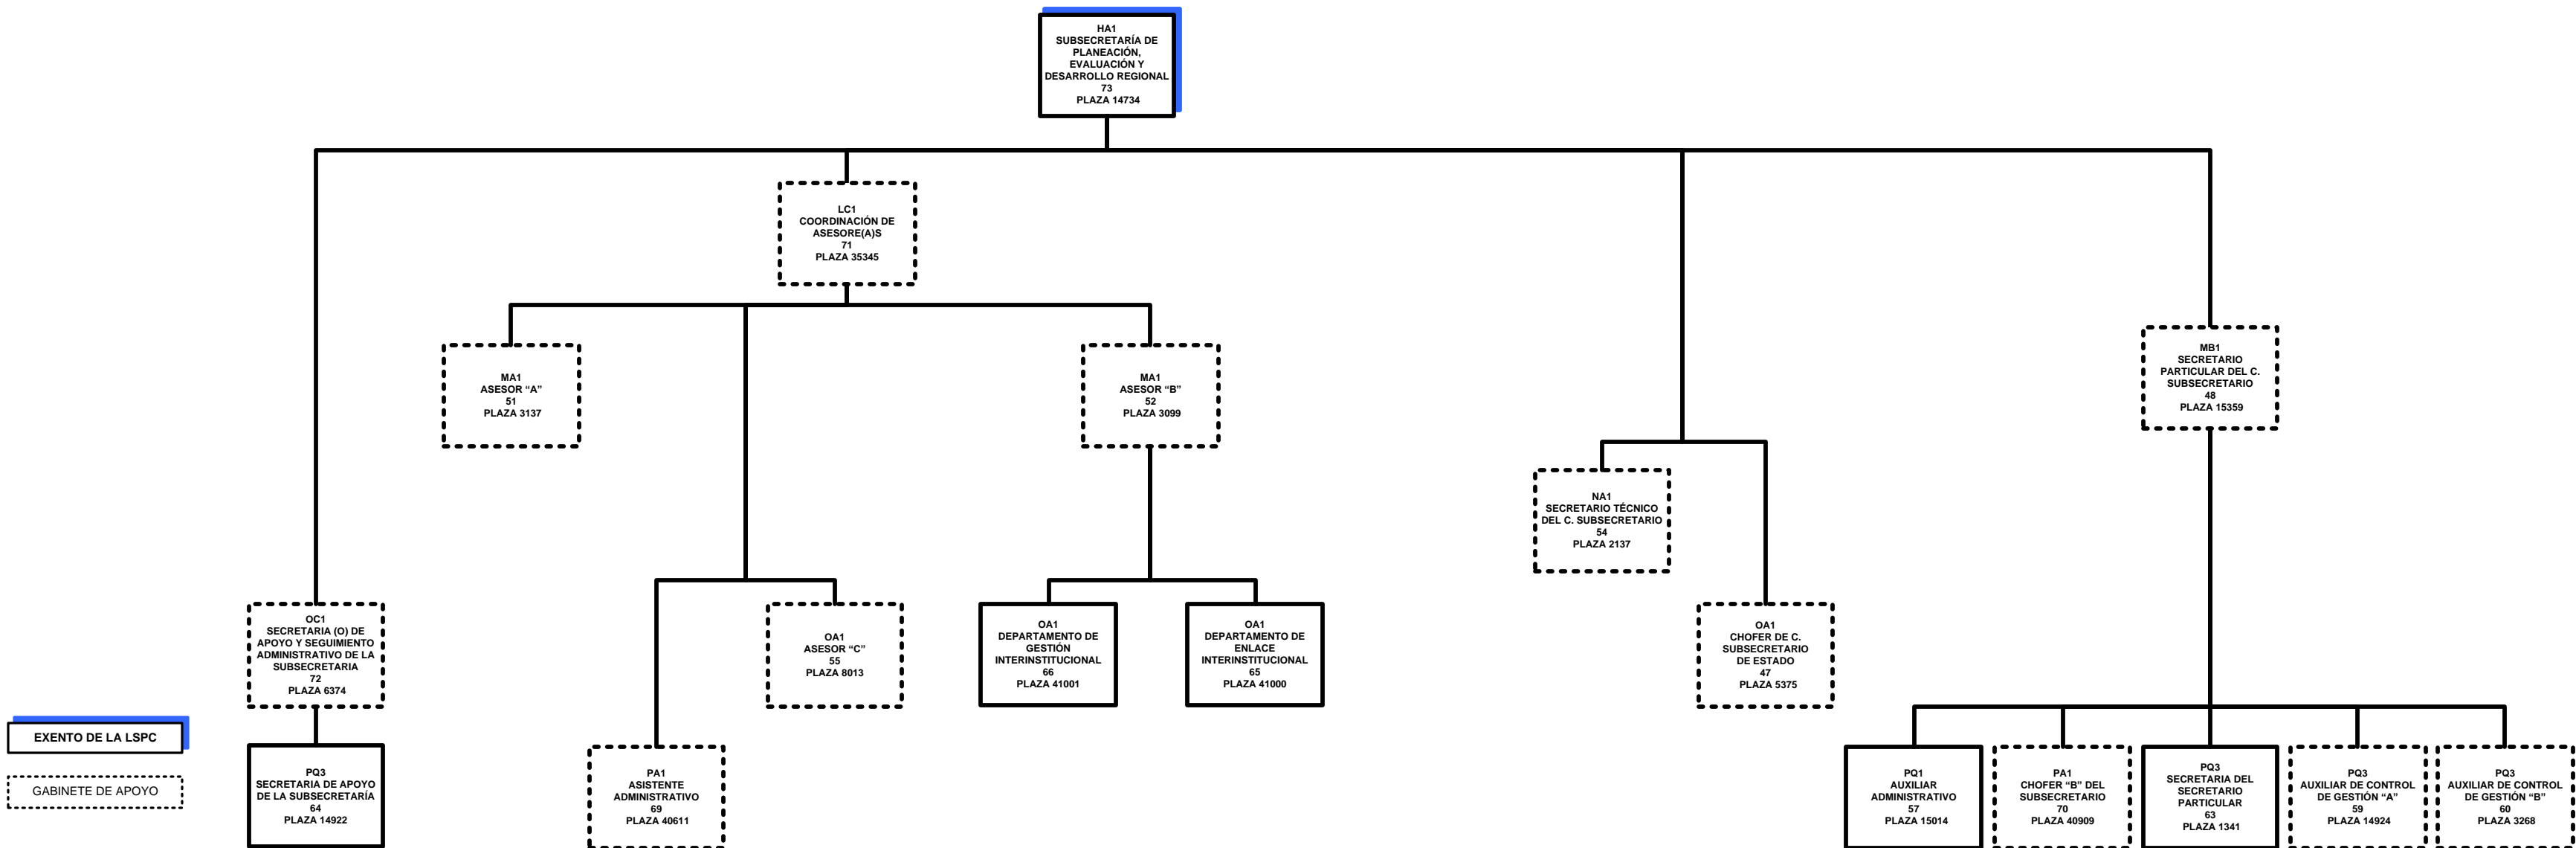 HA1
SUBSECRETARÍA DE
PLANEACIÓN,
EVALUACIÓN Y
DESARROLLO REGIONAL
73
PLAZA 14734
LC1
COORDINACIÓN DE
ASESORE(A)S
71
PLAZA 35345
MA1
ASESOR “A”
51
PLAZA 3137
MA1
ASESOR “B”
52
PLAZA 3099
MB1
SECRETARIO
PARTICULAR DEL C.
SUBSECRETARIO
48
PLAZA 15359
NA1
SECRETARIO TÉCNICO
DEL C. SUBSECRETARIO
54
PLAZA 2137
OC1
SECRETARIA (O) DE
APOYO Y SEGUIMIENTO
ADMINISTRATIVO DE LA
SUBSECRETARIA
72
PLAZA 6374
OA1
ASESOR “C”
55
PLAZA 8013
OA1
DEPARTAMENTO DE
GESTIÓN
INTERINSTITUCIONAL
66
PLAZA 41001
OA1
DEPARTAMENTO DE
ENLACE
INTERINSTITUCIONAL
65
PLAZA 41000
OA1
CHOFER DE C.
SUBSECRETARIO
DE ESTADO
47
PLAZA 5375
EXENTO DE LA LSPC
GABINETE DE APOYO
PQ3
SECRETARIA DE APOYO
DE LA SUBSECRETARÍA
64
PLAZA 14922
PA1
ASISTENTE
ADMINISTRATIVO
69
PLAZA 40611
PQ1
AUXILIAR
ADMINISTRATIVO
57
PLAZA 15014
PA1
CHOFER “B” DEL
SUBSECRETARIO
70
PLAZA 40909
PQ3
SECRETARIA DEL
SECRETARIO
PARTICULAR
63
PLAZA 1341
PQ3
AUXILIAR DE CONTROL
DE GESTIÓN “A”
59
PLAZA 14924
PQ3
AUXILIAR DE CONTROL
DE GESTIÓN “B”
60
PLAZA 3268